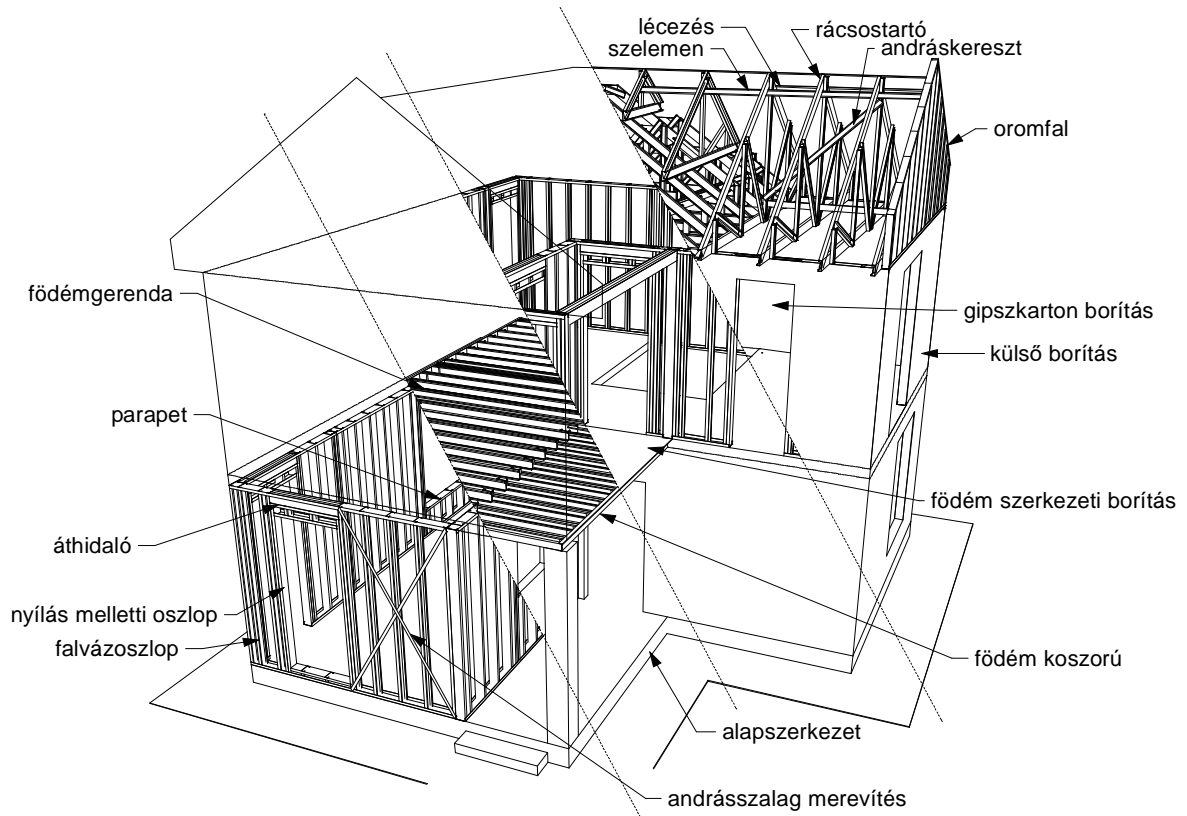 lécezés
rácsostartó
szelemen
andráskereszt
oromfal
födémgerenda
gipszkarton borítás
külső borítás
parapet
födém szerkezeti borítás
áthidaló
nyílás melletti oszlop
falvázoszlop
födém koszorú
alapszerkezet
andrásszalag merevítés